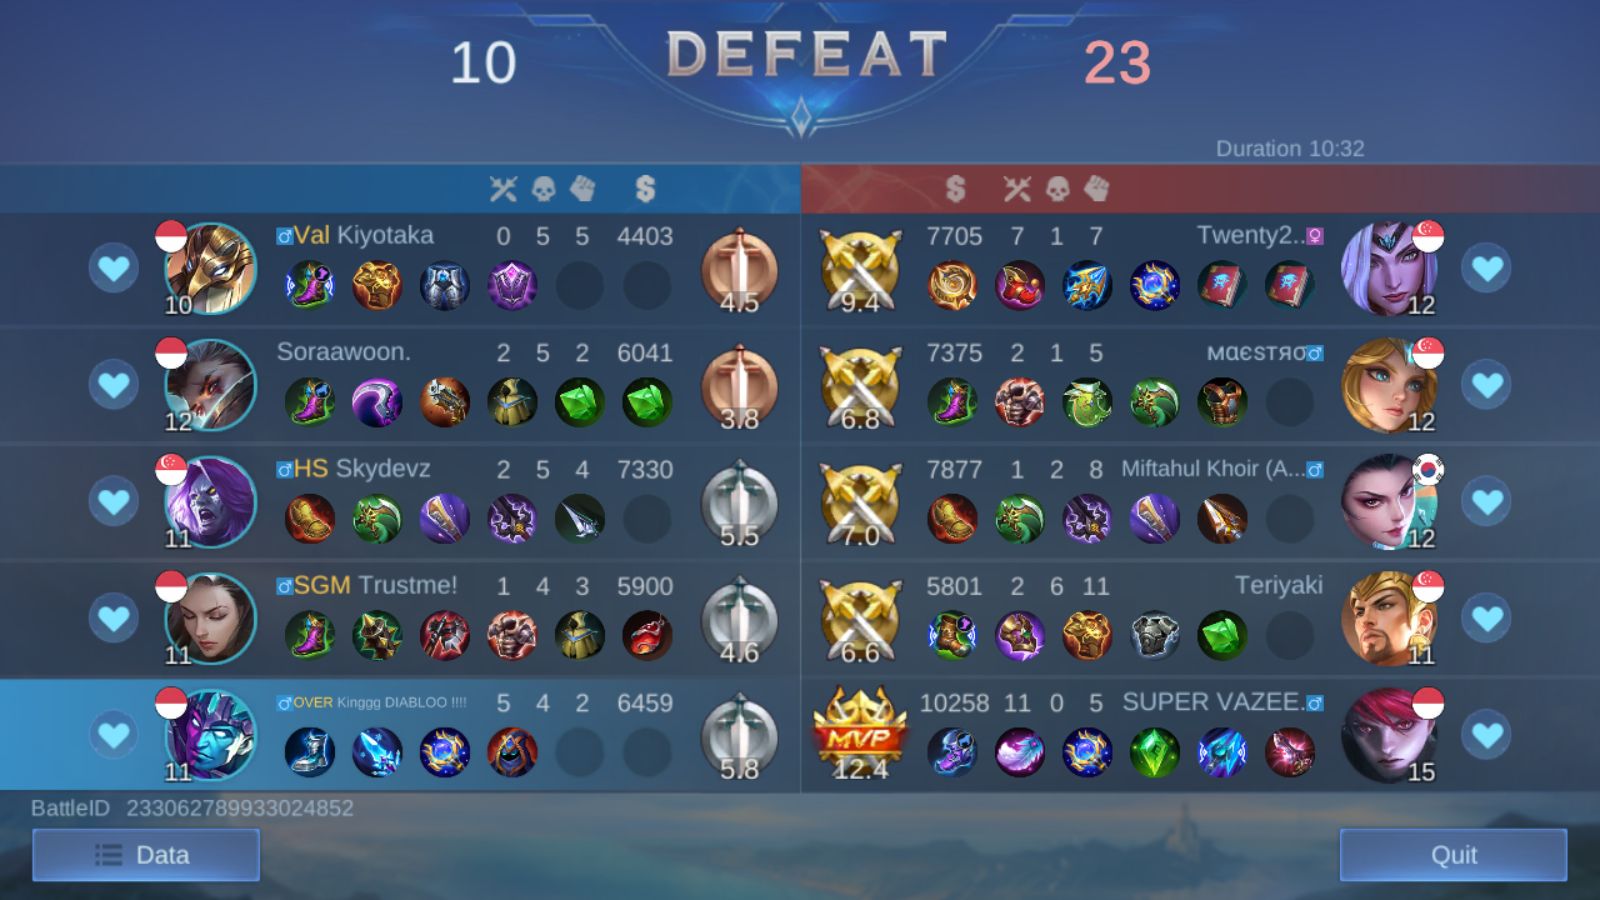 10 DEFEAT 23
Duration 10:32
Val Kiyotaka 0 5 5 4403
10 4.5
9.4 7705 7 1 7 Twenty2..
12
Soraawoon. 2 5 2 6041
12 3.8
6.8 7375 2 1 5 мαєѕтяσ
12
HS Skydevz 2 5 4 7330
11 5.5
7.0 7877 1 2 8 Miftahul Khoir (A...
12
SGM Trustme! 1 4 3 5900
11 4.6
6.6 5801 2 6 11 Teriyaki
11
OVER Kinggg DIABLOO !!!! 5 4 2 6459
11 5.8
MVP 12.4 10258 11 0 5 SUPER VAZEE.
15
BattleID 233062789933024852
Data
Quit